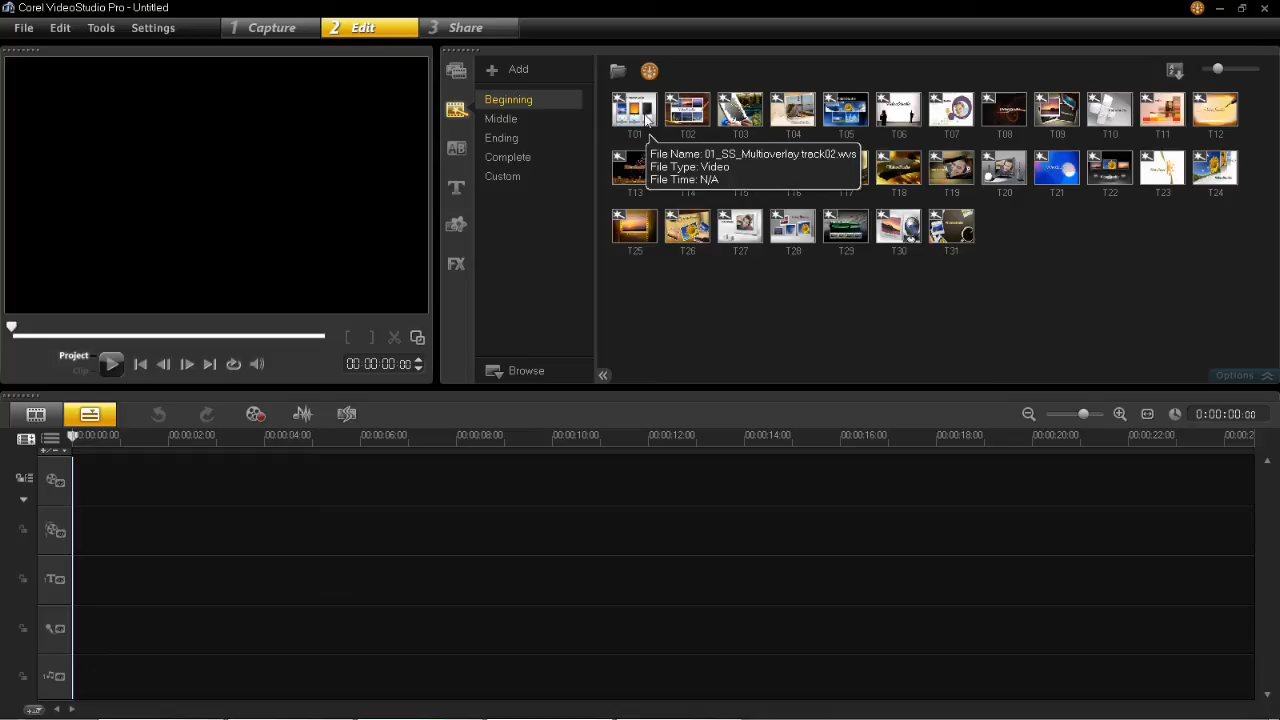 Corel VideoStudio Pro - Untitled
File Edit Tools Settings 1 Capture 2 Edit 3 Share
Add
Beginning
Middle
Ending
Complete
Custom
Browse
T01 T02 T03 T04 T05 T06 T07 T08 T09 T10 T11 T12
File Name: 01_SS_Multioverlay track02.wvs
File Type: Video
File Time: N/A
T13 T18 T19 T20 T21 T22 T23 T24
T25 T26 T27 T28 T29 T30 T31
Options
Project
Clip
00:00:00:00
0:00:00:00
00:00:02:00 00:00:04:00 00:00:06:00 00:00:08:00 00:00:10:00 00:00:12:00 00:00:14:00 00:00:16:00 00:00:18:00 00:00:20:00 00:00:22:00